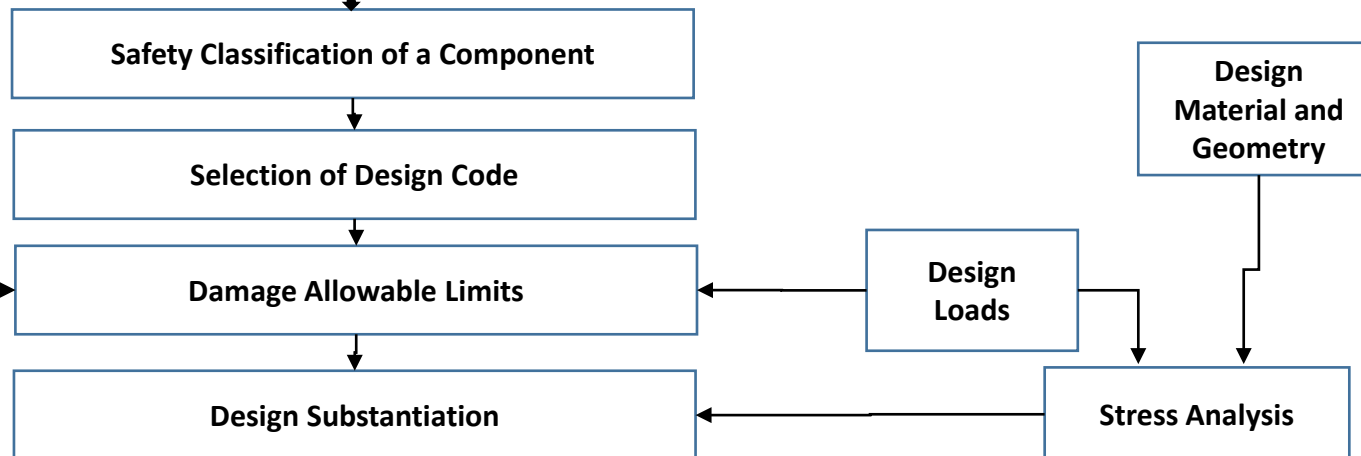 Safety Classification of a Component
Design
Material and
Geometry
Selection of Design Code
Damage Allowable Limits
Design
Loads
Design Substantiation
Stress Analysis